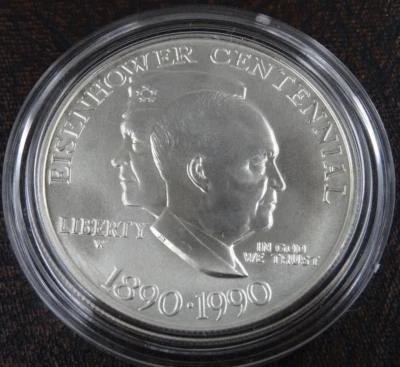 EISENHOWER CENTENNIAL
LIBERTY
W
IN GOD
WE TRUST
1890·1990